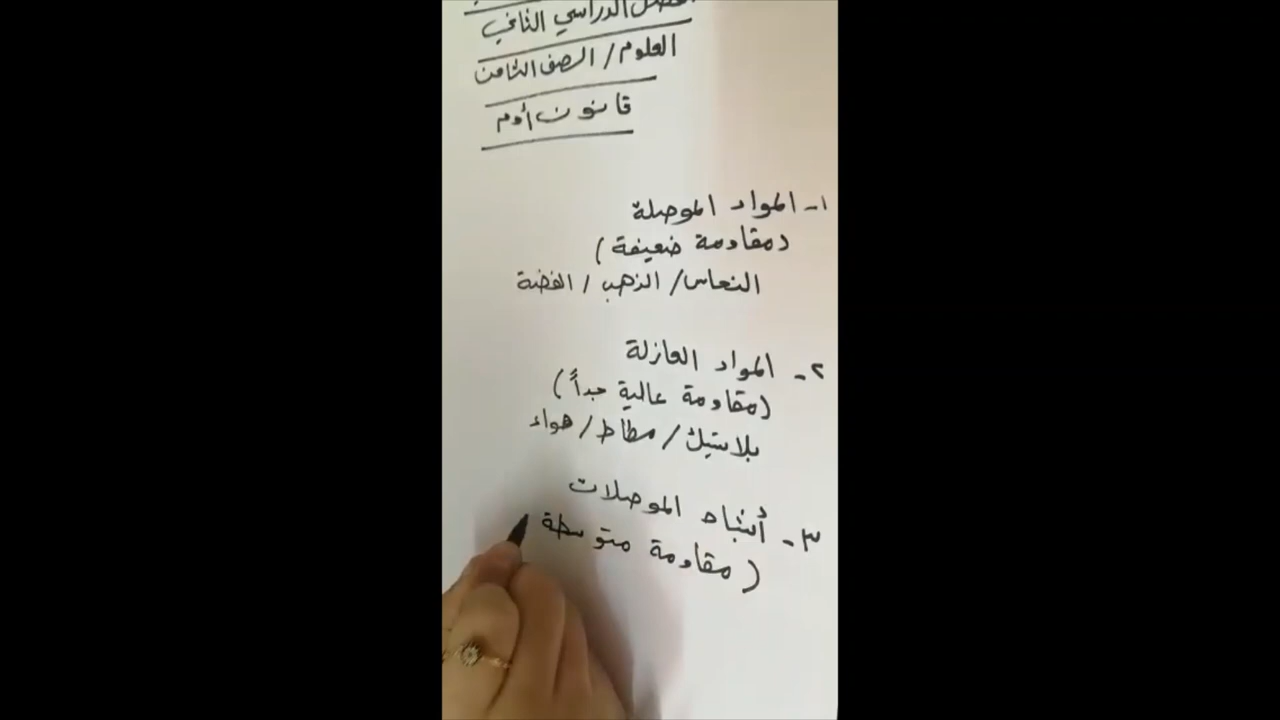 الفصل الدراسي الثاني
العلوم / الصف الثامن
قانون أوم
١- المواد الموصلة
(مقاومة ضعيفة)
النحاس / الذهب / الفضة
٢- المواد العازلة
(مقاومة عالية جداً)
بلاستيك / مطاط / هواء
٣- أشباه الموصلات
(مقاومة متوسطة